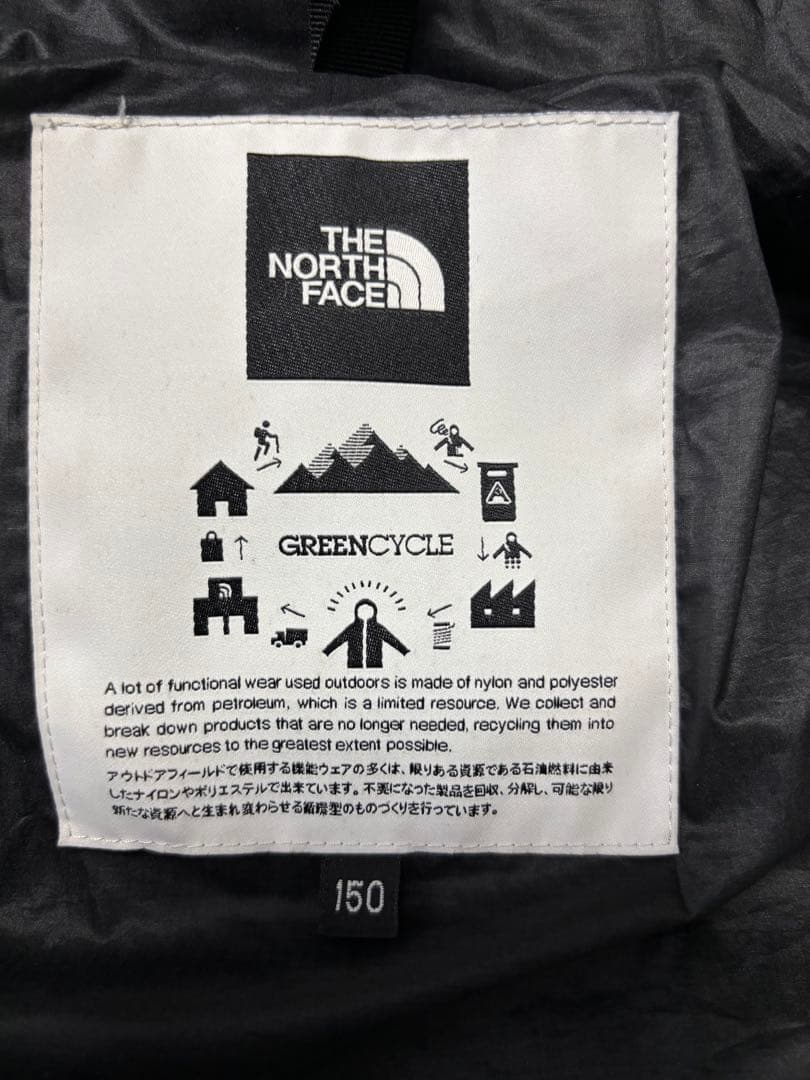 THE
NORTH
FACE
GREENCYCLE
A lot of functional wear used outdoors is made of nylon and polyester
derived from petroleum, which is a limited resource. We collect and
break down products that are no longer needed, recycling them into
new resources to the greatest extent possible.
アウトドアフィールドで使用する機能ウェアの多くは、限りある資源である石油燃料に由来
したナイロンやポリエステルで出来ています。不要になった製品を回収、分解し、可能な限り
新たな資源へと生まれ変わらせる循環型のものづくりを行っています。
150